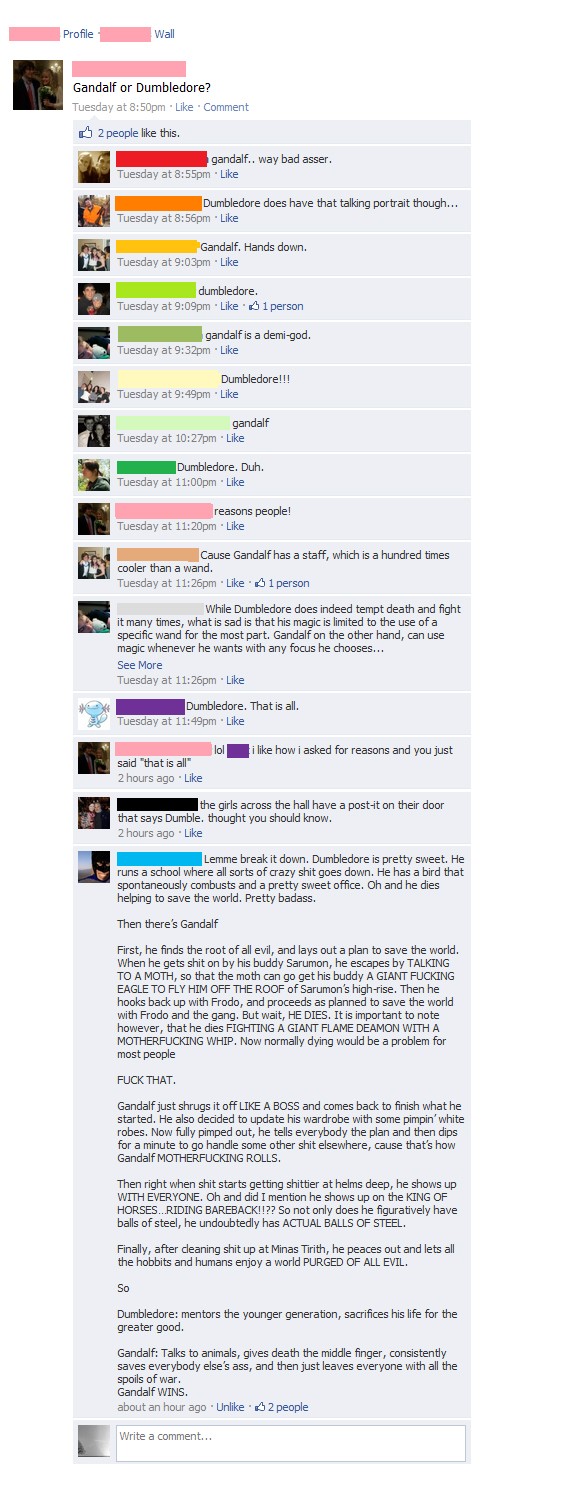 Profile · Wall
Gandalf or Dumbledore?
Tuesday at 8:50pm · Like · Comment
2 people like this.
gandalf.. way bad asser.
Tuesday at 8:55pm · Like
Dumbledore does have that talking portrait though...
Tuesday at 8:56pm · Like
Gandalf. Hands down.
Tuesday at 9:03pm · Like
dumbledore.
Tuesday at 9:09pm · Like · 1 person
gandalf is a demi-god.
Tuesday at 9:32pm · Like
Dumbledore!!!
Tuesday at 9:49pm · Like
gandalf
Tuesday at 10:27pm · Like
Dumbledore. Duh.
Tuesday at 11:00pm · Like
reasons people!
Tuesday at 11:20pm · Like
Cause Gandalf has a staff, which is a hundred times
cooler than a wand.
Tuesday at 11:26pm · Like · 1 person
While Dumbledore does indeed tempt death and fight
it many times, what is sad is that his magic is limited to the use of a
specific wand for the most part. Gandalf on the other hand, can use
magic whenever he wants with any focus he chooses...
See More
Tuesday at 11:26pm · Like
Dumbledore. That is all.
Tuesday at 11:49pm · Like
lol i like how i asked for reasons and you just
said "that is all"
2 hours ago · Like
the girls across the hall have a post-it on their door
that says Dumble. thought you should know.
2 hours ago · Like
Lemme break it down. Dumbledore is pretty sweet. He
runs a school where all sorts of crazy shit goes down. He has a bird that
spontaneously combusts and a pretty sweet office. Oh and he dies
helping to save the world. Pretty badass.
Then there's Gandalf
First, he finds the root of all evil, and lays out a plan to save the world.
When he gets shit on by his buddy Sarumon, he escapes by TALKING
TO A MOTH, so that the moth can go get his buddy A GIANT FUCKING
EAGLE TO FLY HIM OFF THE ROOF of Sarumon's high-rise. Then he
hooks back up with Frodo, and proceeds as planned to save the world
with Frodo and the gang. But wait, HE DIES. It is important to note
however, that he dies FIGHTING A GIANT FLAME DEAMON WITH A
MOTHERFUCKING WHIP. Now normally dying would be a problem for
most people
FUCK THAT.
Gandalf just shrugs it off LIKE A BOSS and comes back to finish what he
started. He also decided to update his wardrobe with some pimpin' white
robes. Now fully pimped out, he tells everybody the plan and then dips
for a minute to go handle some other shit elsewhere, cause that's how
Gandalf MOTHERFUCKING ROLLS.
Then right when shit starts getting shittier at helms deep, he shows up
WITH EVERYONE. Oh and did I mention he shows up on the KING OF
HORSES...RIDING BAREBACK!!?? So not only does he figuratively have
balls of steel, he undoubtedly has ACTUAL BALLS OF STEEL.
Finally, after cleaning shit up at Minas Tirith, he peaces out and lets all
the hobbits and humans enjoy a world PURGED OF ALL EVIL.
So
Dumbledore: mentors the younger generation, sacrifices his life for the
greater good.
Gandalf: Talks to animals, gives death the middle finger, consistently
saves everybody else's ass, and then just leaves everyone with all the
spoils of war.
Gandalf WINS.
about an hour ago · Unlike · 2 people
Write a comment...